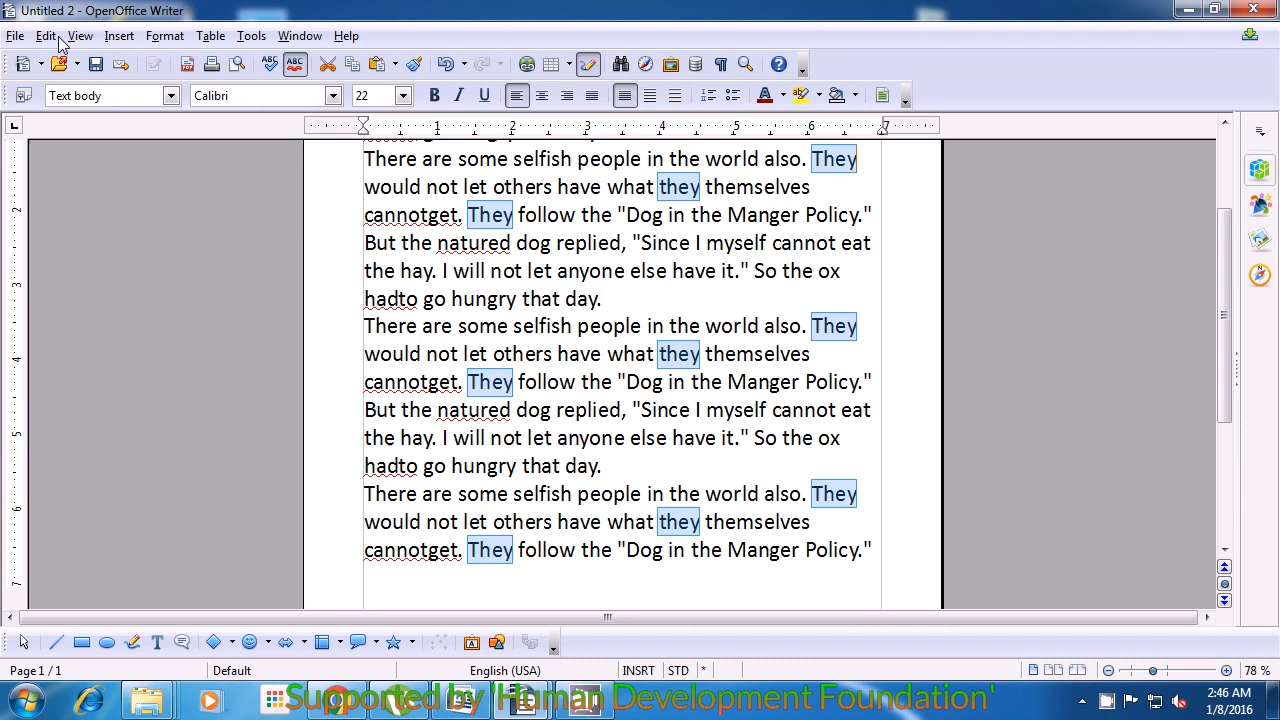 Untitled 2 - OpenOffice Writer
File Edit View Insert Format Table Tools Window Help
Text body Calibri 22
1 2 3 4 5 6 7
There are some selfish people in the world also. They
would not let others have what they themselves
cannotget. They follow the "Dog in the Manger Policy."
But the natured dog replied, "Since I myself cannot eat
the hay. I will not let anyone else have it." So the ox
hadto go hungry that day.
There are some selfish people in the world also. They
would not let others have what they themselves
cannotget. They follow the "Dog in the Manger Policy."
But the natured dog replied, "Since I myself cannot eat
the hay. I will not let anyone else have it." So the ox
hadto go hungry that day.
There are some selfish people in the world also. They
would not let others have what they themselves
cannotget. They follow the "Dog in the Manger Policy."
Page 1 / 1 Default English (USA) INSRT STD * 78 %
Supported by 'Human Development Foundation'
2:46 AM
1/8/2016